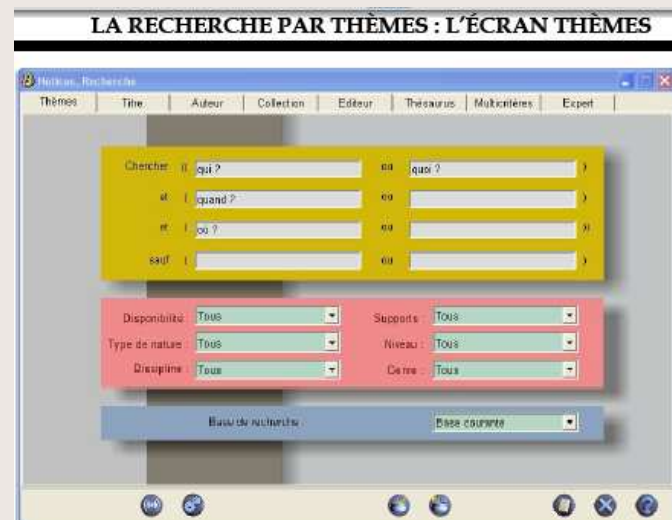 LA RECHERCHE PAR THÈMES : L'ÉCRAN THÈMES
Notices, Recherche
Thèmes Titre Auteur Collection Editeur Thésaurus Multicritères Expert
Chercher (( qui ? ou quoi ? )
et ( quand ? ou )
et ( où ? ou ))
sauf ( ou )
Disponibilité : Tous Supports : Tous
Type de nature : Tous Niveau : Tous
Discipline : Tous Genre : Tous
Base de recherche : Base courante